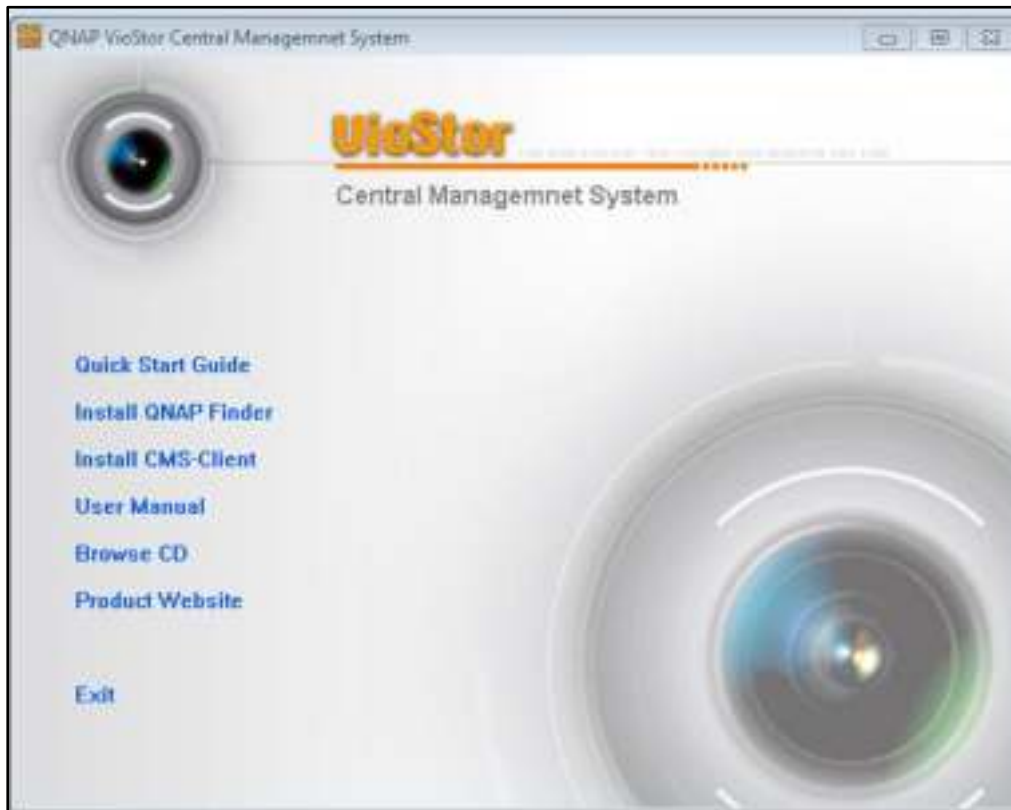 QNAP VioStor Central Managemnet System
VioStor
Central Managemnet System
Quick Start Guide
Install QNAP Finder
Install CMS-Client
User Manual
Browse CD
Product Website
Exit